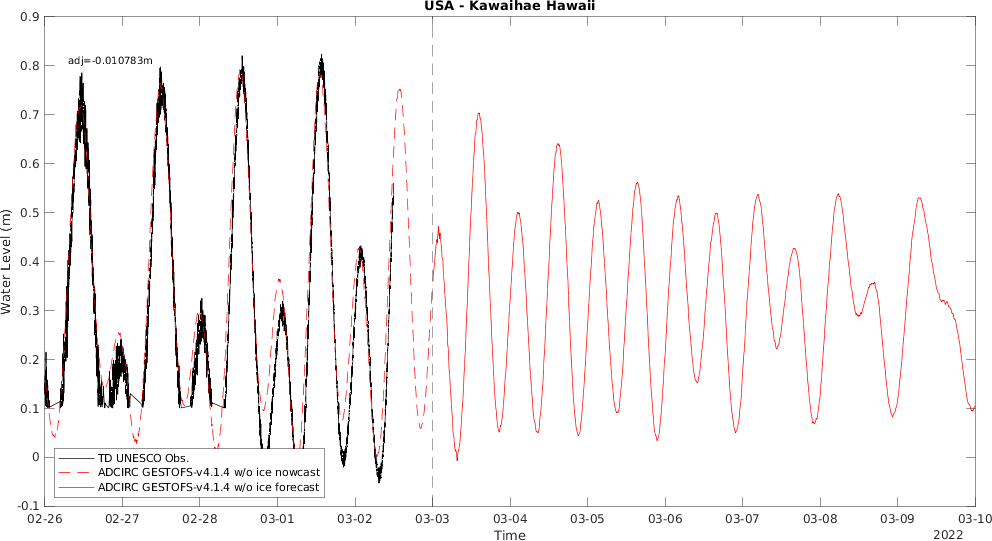 USA - Kawaihae Hawaii
adj=-0.010783m
0.9
0.8
0.7
0.6
0.5
0.4
0.3
0.2
0.1
0
-0.1
Water Level (m)
TD UNESCO Obs.
ADCIRC GESTOFS-v4.1.4 w/o ice nowcast
ADCIRC GESTOFS-v4.1.4 w/o ice forecast
02-26 02-27 02-28 03-01 03-02 03-03 03-04 03-05 03-06 03-07 03-08 03-09 03-10
Time
2022